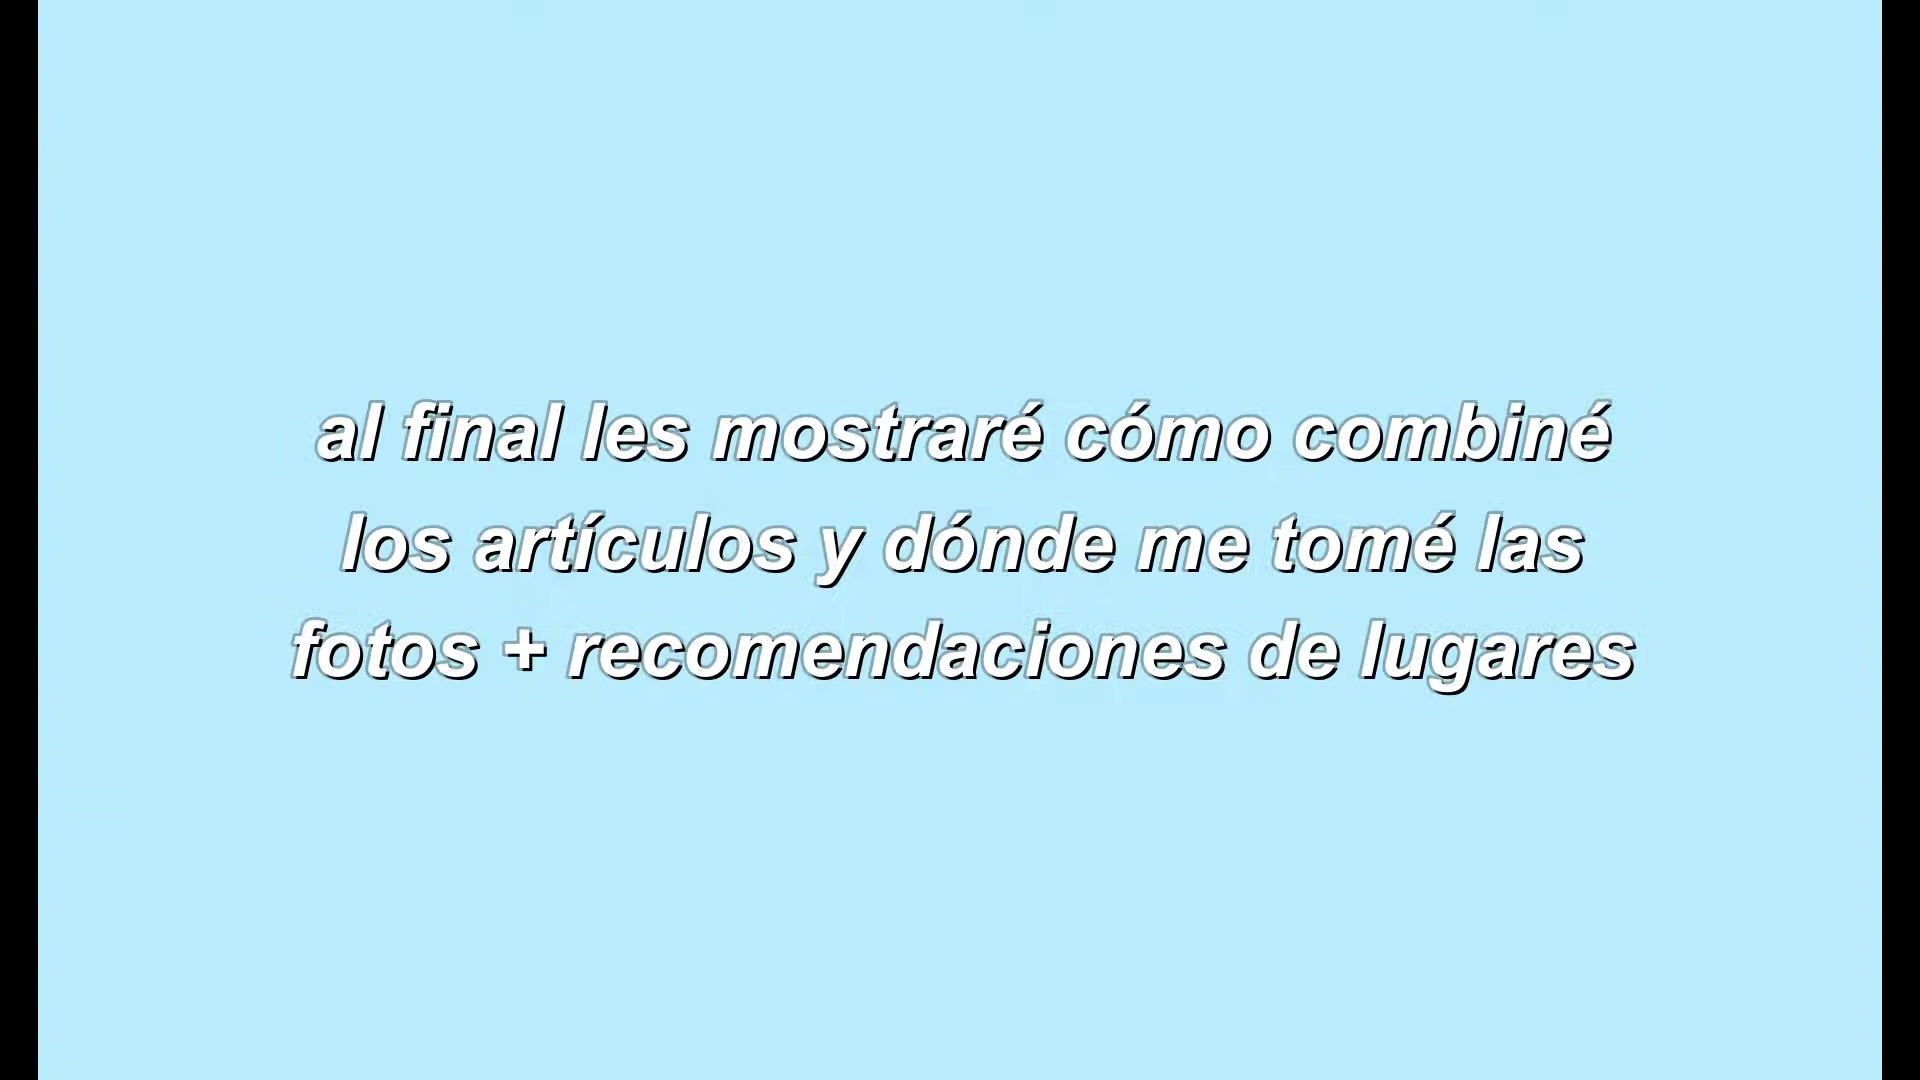 al final les mostraré cómo combiné
los artículos y dónde me tomé las
fotos + recomendaciones de lugares